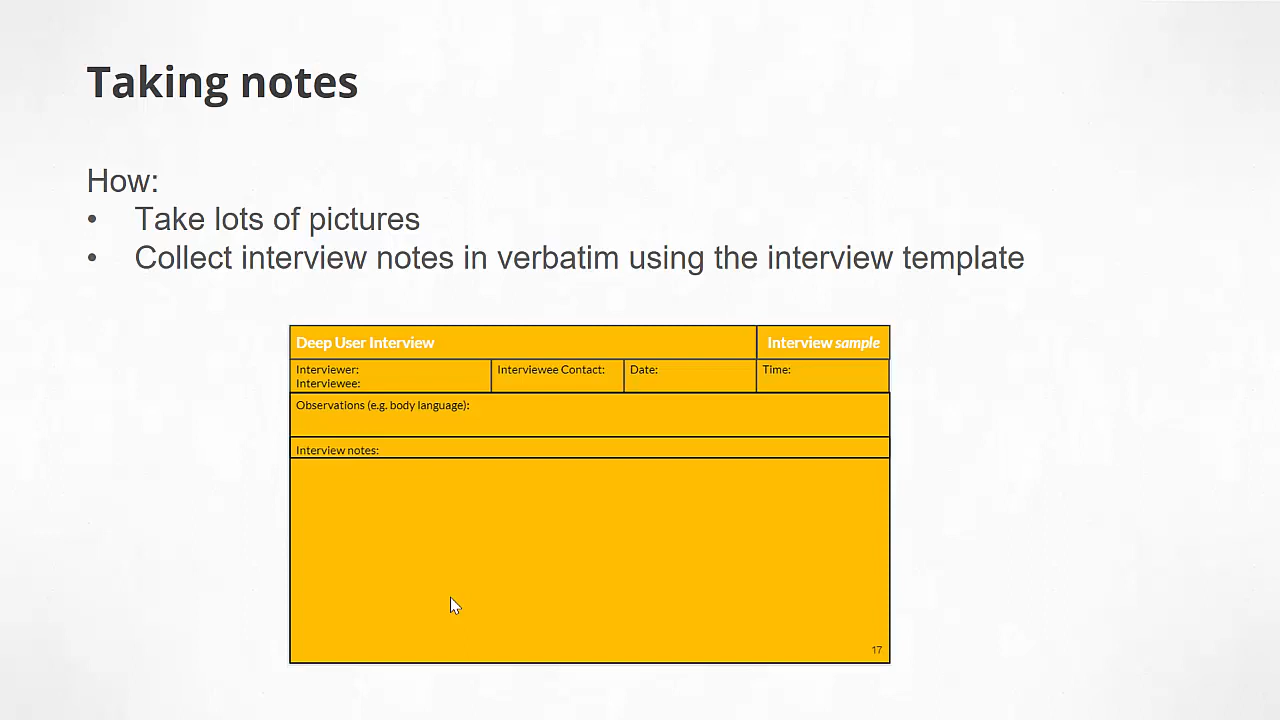 Taking notes
How:
• Take lots of pictures
• Collect interview notes in verbatim using the interview template
Deep User Interview
Interview sample
Interviewer:
Interviewee:
Interviewee Contact:
Date:
Time:
Observations (e.g. body language):
Interview notes:
17